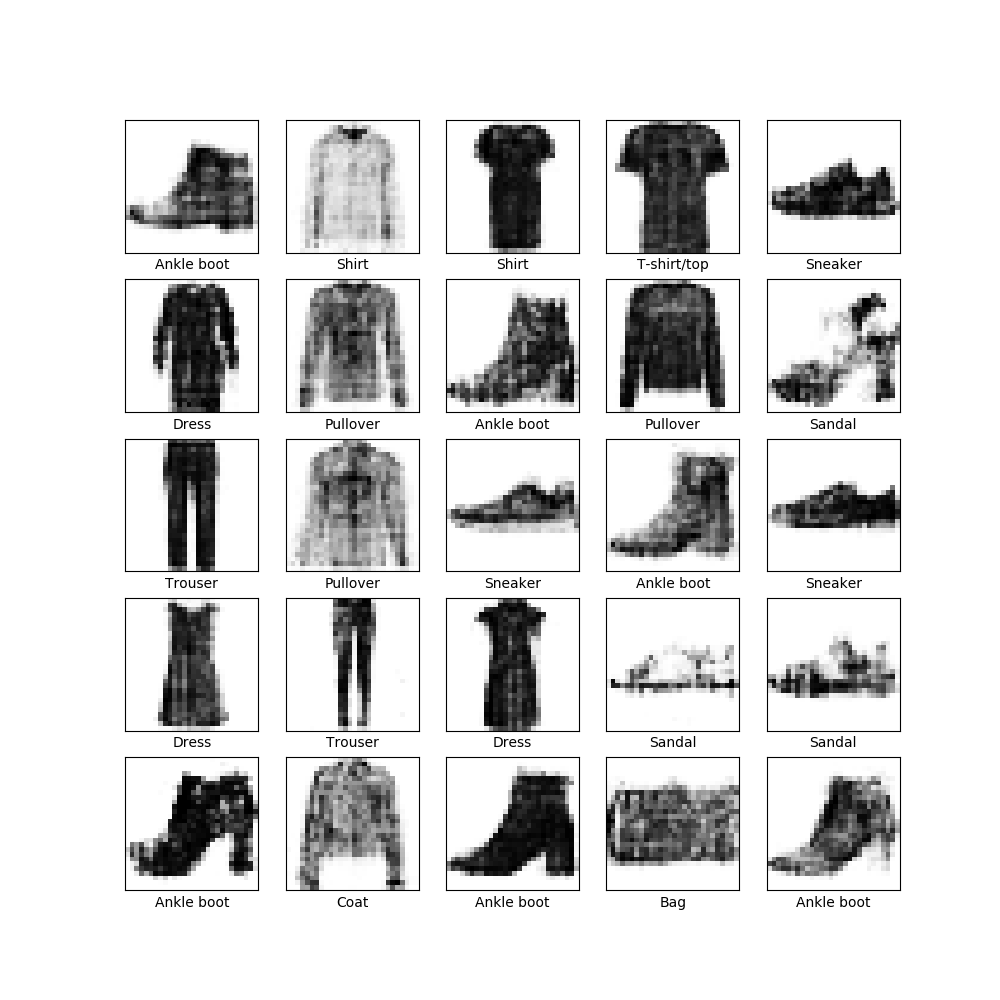 Ankle boot Shirt Shirt T-shirt/top Sneaker
Dress Pullover Ankle boot Pullover Sandal
Trouser Pullover Sneaker Ankle boot Sneaker
Dress Trouser Dress Sandal Sandal
Ankle boot Coat Ankle boot Bag Ankle boot